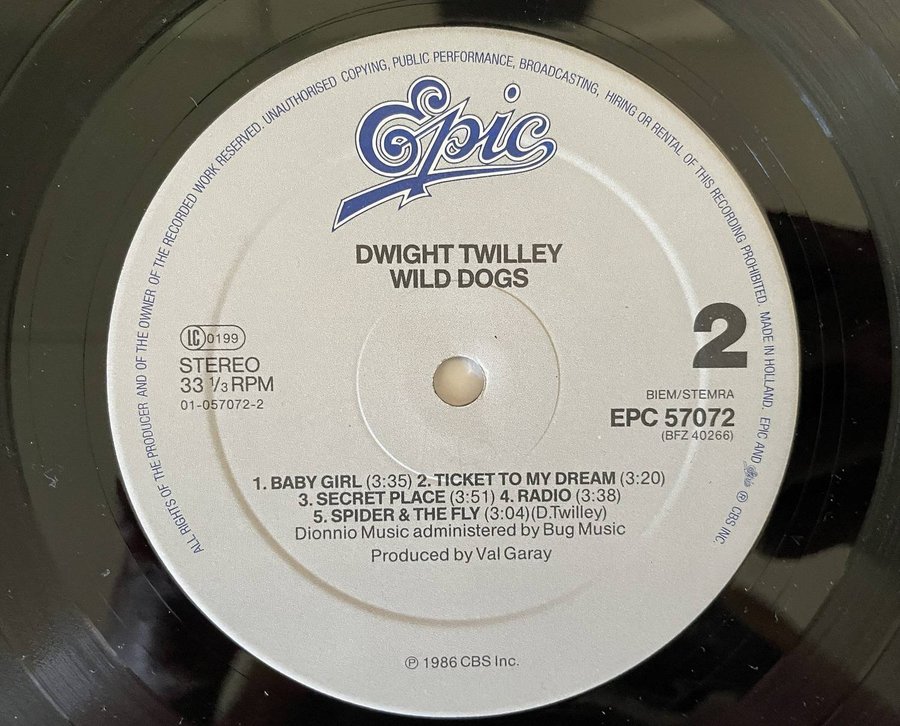 ALL RIGHTS OF THE PRODUCER AND OF THE OWNER OF THE RECORDED WORK RESERVED. UNAUTHORISED COPYING, PUBLIC PERFORMANCE, BROADCASTING, HIRING OR RENTAL OF THIS RECORDING PROHIBITED. MADE IN HOLLAND. EPIC AND Epic ℗ CBS INC.
Epic
DWIGHT TWILLEY
WILD DOGS
LC 0199
STEREO
33 1/3 RPM
01-057072-2
2
BIEM/STEMRA
EPC 57072
(BFZ 40266)
1. BABY GIRL (3:35) 2. TICKET TO MY DREAM (3:20)
3. SECRET PLACE (3:51) 4. RADIO (3:38)
5. SPIDER & THE FLY (3:04)(D.Twilley)
Dionnio Music administered by Bug Music
Produced by Val Garay
℗ 1986 CBS Inc.